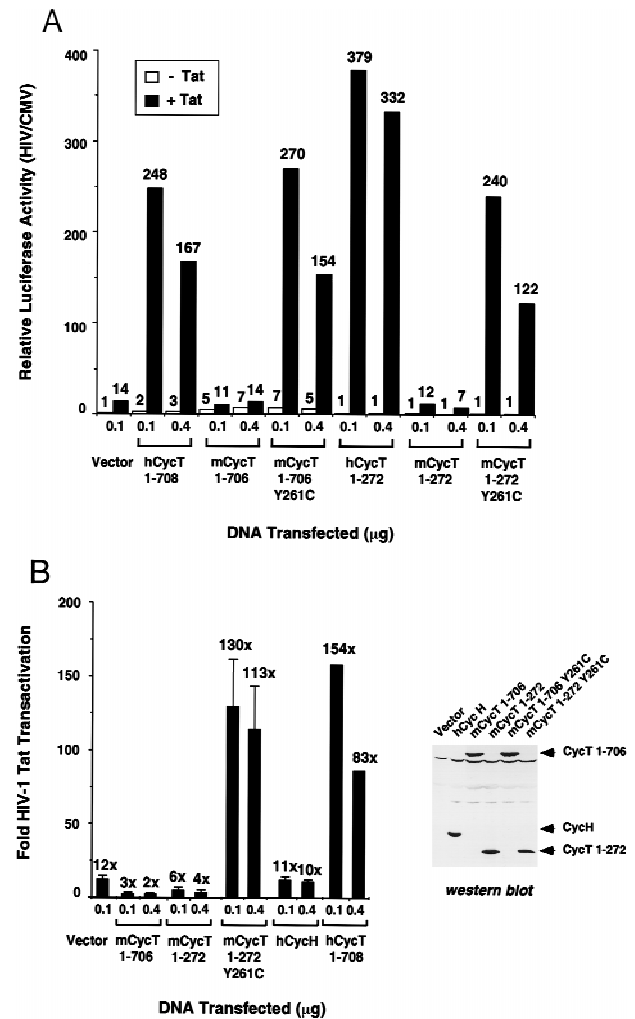 A
Relative Luciferase Activity (HIV/CMV)
400
300
200
100
0
- Tat
+ Tat
1 14 2 248 3 167 5 11 7 14 7 270 5 154 1 379 1 332 1 12 1 7 1 240 1 122
0.1 0.1 0.4 0.1 0.4 0.1 0.4 0.1 0.4 0.1 0.4 0.1 0.4
Vector hCycT mCycT mCycT hCycT mCycT mCycT
1-708 1-706 1-706 1-272 1-272 1-272
Y261C Y261C
DNA Transfected (µg)
B
Fold HIV-1 Tat Transactivation
200
150
100
50
0
12x 3x 2x 6x 4x 130x 113x 11x 10x 154x 83x
0.1 0.1 0.4 0.1 0.4 0.1 0.4 0.1 0.4 0.1 0.4
Vector mCycT mCycT mCycT hCycH hCycT
1-706 1-272 1-272 1-708
Y261C
DNA Transfected (µg)
Vector
hCyc H
mCycT 1-706
mCycT 1-272
mCycT 1-706 Y261C
mCycT 1-272 Y261C
CycT 1-706
CycH
CycT 1-272
western blot